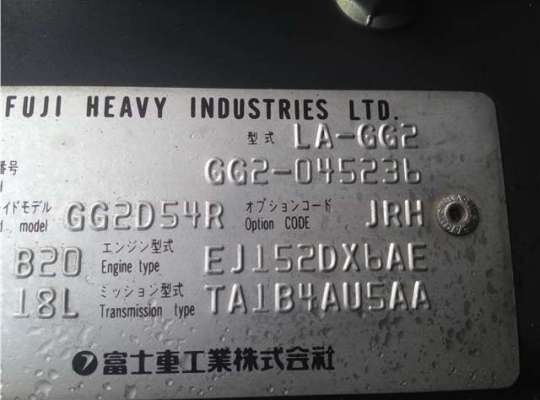 FUJI HEAVY INDUSTRIES LTD.
型式 LA-GG2
番号 GG2-045236
イドモデル GG2D54R オプションコード JRH
d. model Option CODE
B20 エンジン型式 EJ152DX6AE
Engine type
18L ミッション型式 TA1B4AU5AA
Transmission type
富士重工業株式会社